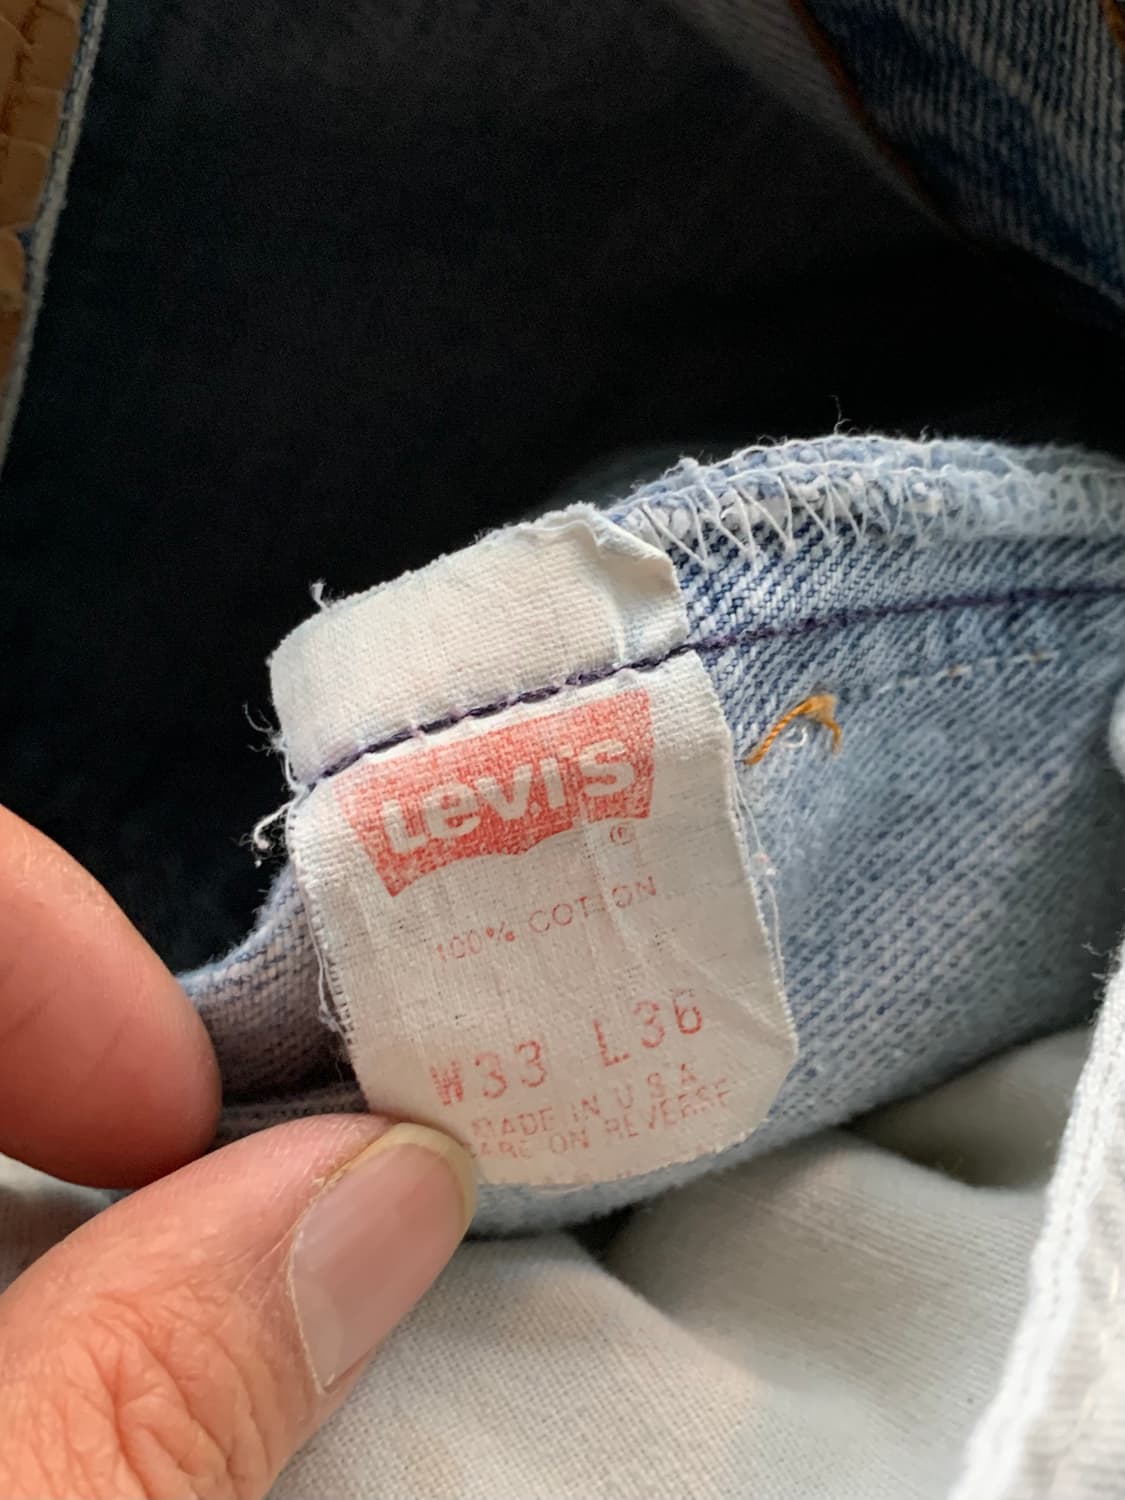 Levi's
®
100% COTTON
W33 L36
MADE IN U S A
CARE ON REVERSE